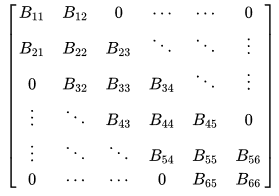 B₁₁ B₁₂ 0 ⋯ ⋯ 0
B₂₁ B₂₂ B₂₃ ⋱ ⋱ ⋮
0 B₃₂ B₃₃ B₃₄ ⋱ ⋮
⋮ ⋱ B₄₃ B₄₄ B₄₅ 0
⋮ ⋱ ⋱ B₅₄ B₅₅ B₅₆
0 ⋯ ⋯ 0 B₆₅ B₆₆